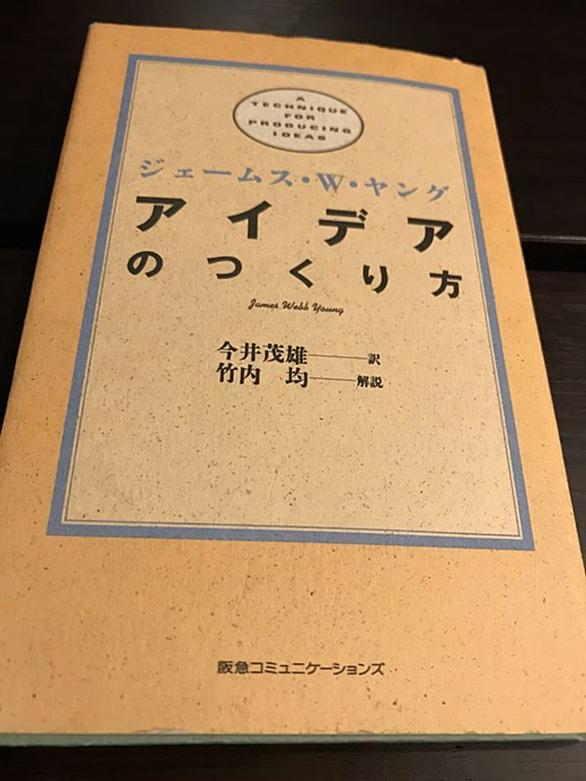 A
TECHNIQUE
FOR
PRODUCING
IDEAS
ジェームス・W・ヤング
アイデア
のつくり方
James Webb Young
今井茂雄──訳
竹内 均──解説
阪急コミュニケーションズ